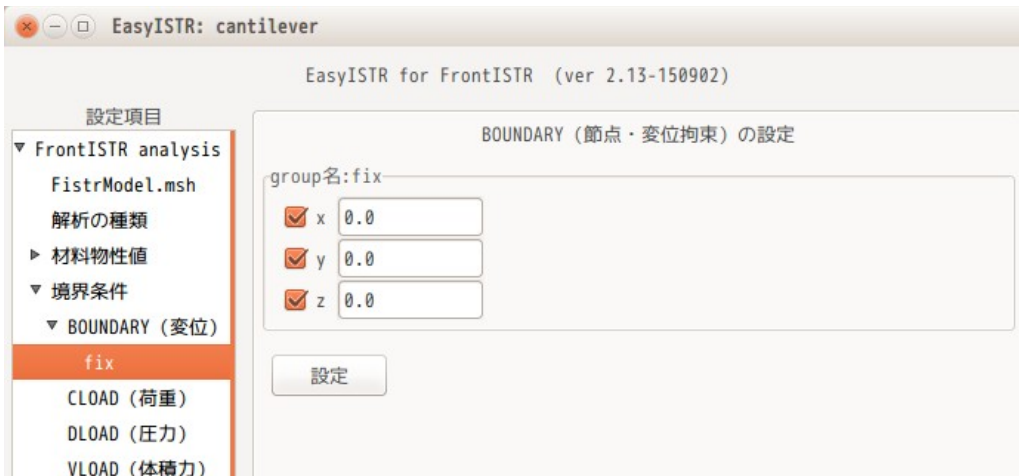 EasyISTR: cantilever
EasyISTR for FrontISTR (ver 2.13-150902)
設定項目
FrontISTR analysis
FistrModel.msh
解析の種類
材料物性値
境界条件
BOUNDARY (変位)
fix
CLOAD (荷重)
DLOAD (圧力)
VLOAD (体積力)
BOUNDARY (節点・変位拘束) の設定
group名:fix
x 0.0
y 0.0
z 0.0
設定